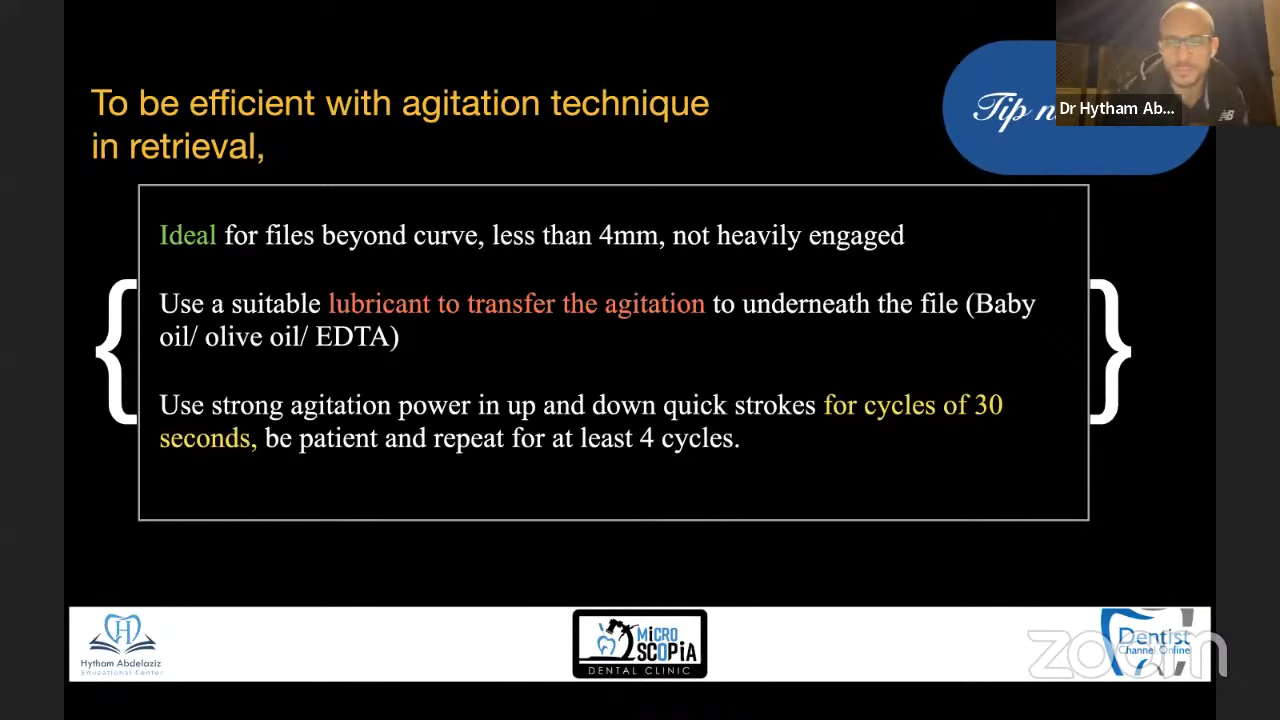 To be efficient with agitation technique
in retrieval,
Tip n
Dr Hytham Ab...
Ideal for files beyond curve, less than 4mm, not heavily engaged
Use a suitable lubricant to transfer the agitation to underneath the file (Baby
oil/ olive oil/ EDTA)
Use strong agitation power in up and down quick strokes for cycles of 30
seconds, be patient and repeat for at least 4 cycles.
Hytham Abdelaziz
Educational Center
MiCRO
SCOPiA
DENTAL CLINIC
Dentist
Channel Online
zoom